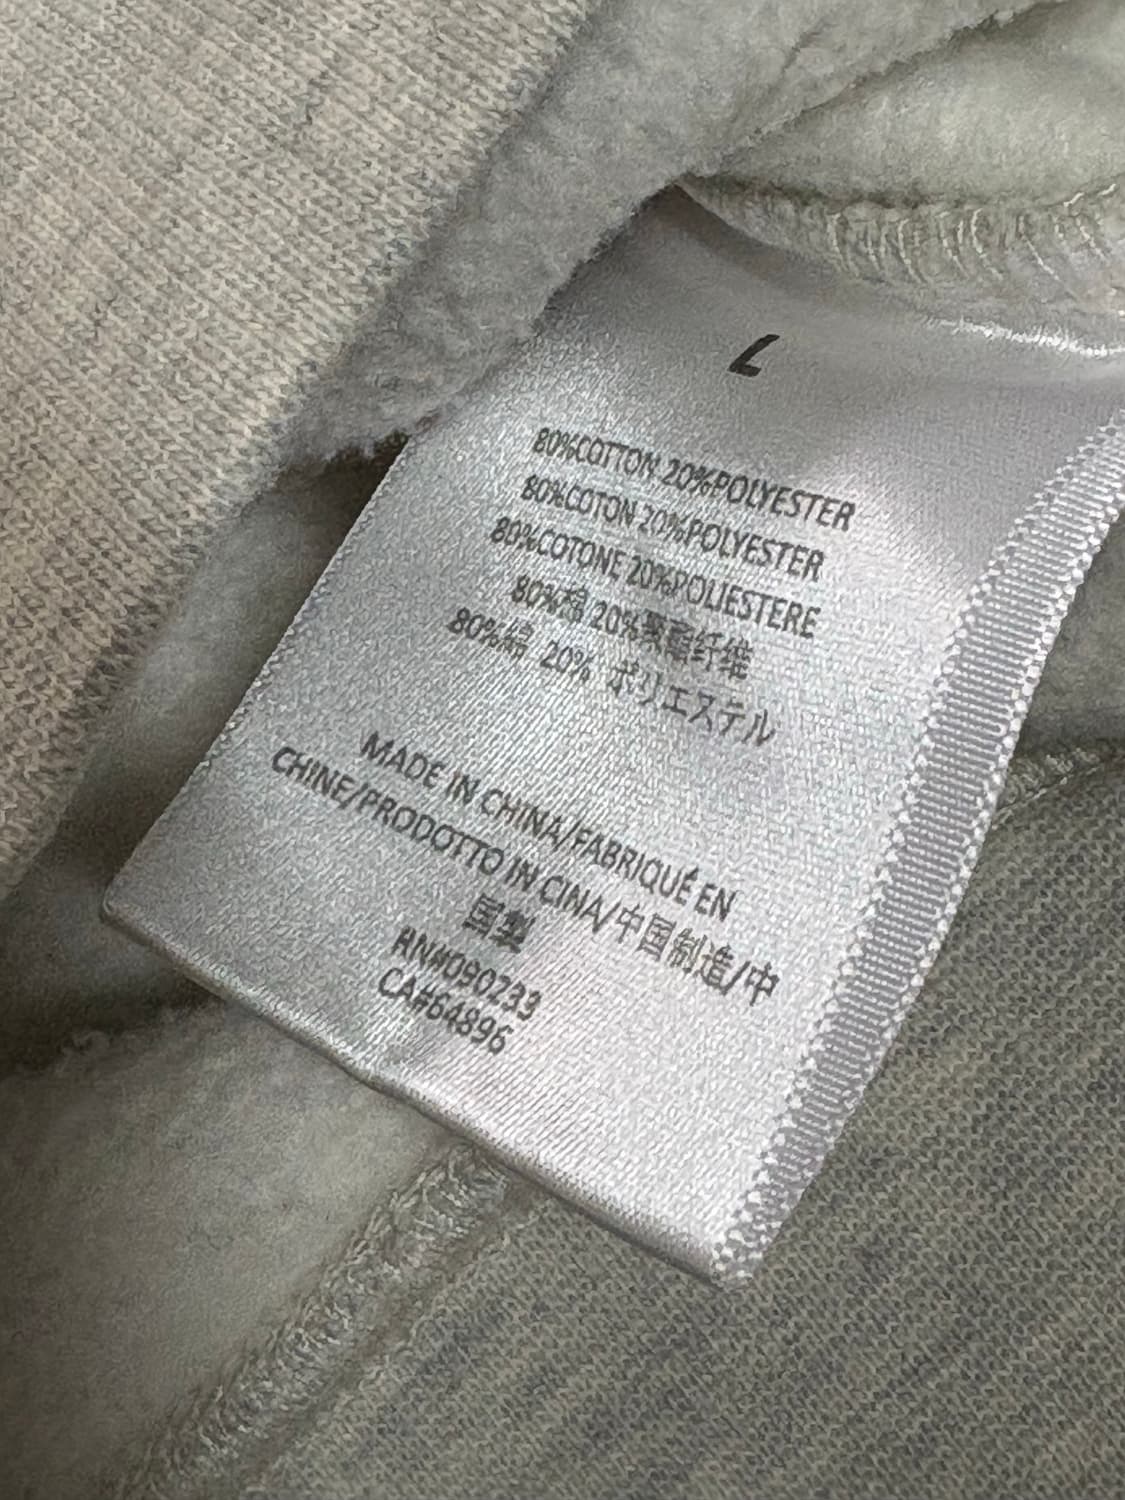 L
80%COTTON 20%POLYESTER
80%COTON 20%POLYESTER
80%COTONE 20%POLIESTERE
80%棉 20%聚酯纤维
80%綿 20% ポリエステル
MADE IN CHINA/FABRIQUÉ EN
CHINE/PRODOTTO IN CINA/中国制造/中
国製
RN#090233
CA#64896